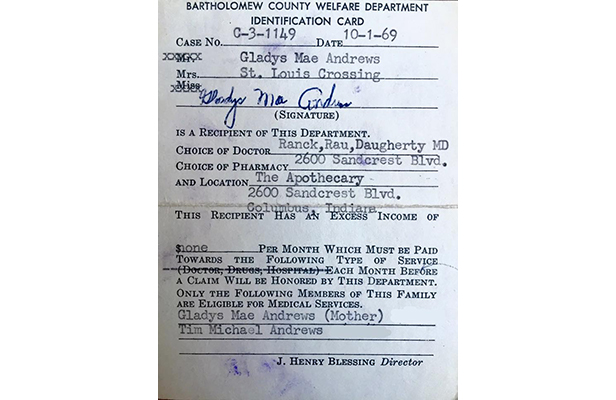 BARTHOLOMEW COUNTY WELFARE DEPARTMENT
IDENTIFICATION CARD
CASE No. C-3-1149 DATE 10-1-69
Mr. Gladys Mae Andrews
Mrs. St. Louis Crossing
Miss
Gladys Mae Andrews
(SIGNATURE)
IS A RECIPIENT OF THIS DEPARTMENT.
CHOICE OF DOCTOR Ranck,Rau,Daugherty MD
CHOICE OF PHARMACY 2600 Sandcrest Blvd.
AND LOCATION The Apothecary
2600 Sandcrest Blvd.
Columbus, Indiana
THIS RECIPIENT HAS AN EXCESS INCOME OF
$none PER MONTH WHICH MUST BE PAID
TOWARDS THE FOLLOWING TYPE OF SERVICE
(DOCTOR, DRUGS, HOSPITAL) EACH MONTH BEFORE
A CLAIM WILL BE HONORED BY THIS DEPARTMENT.
ONLY THE FOLLOWING MEMBERS OF THIS FAMILY
ARE ELIGIBLE FOR MEDICAL SERVICES.
Gladys Mae Andrews (Mother)
Tim Michael Andrews
J. HENRY BLESSING Director